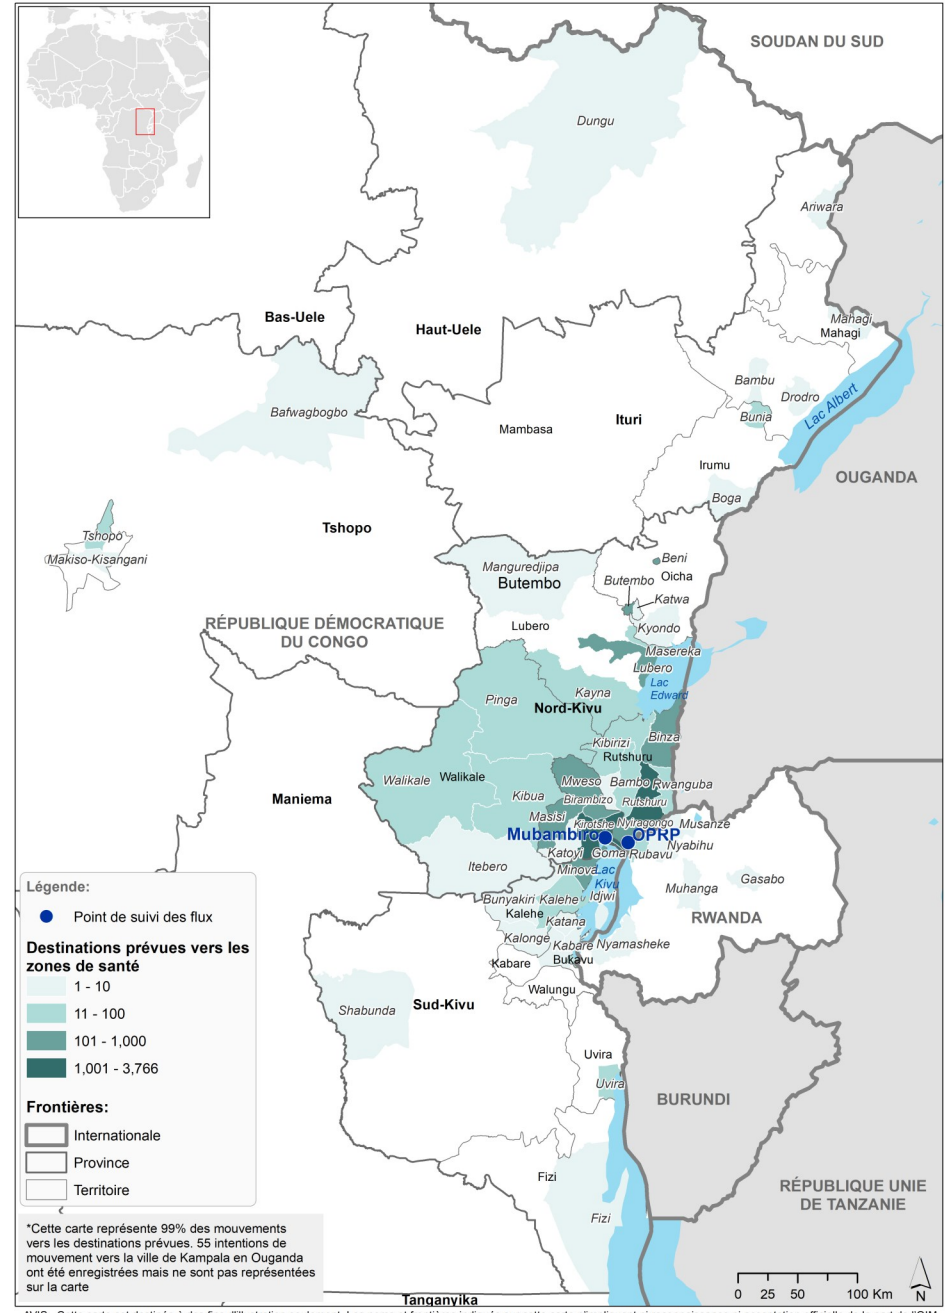 SOUDAN DU SUD
Dungu
Ariwara
Bas-Uele
Haut-Uele
Mahagi
Mahagi
Bafwagbogbo
Bambu
Drodro
Bunia
Lac Albert
Mambasa
Ituri
Irumu
OUGANDA
Boga
Tshopo
Tshopo
Makiso-Kisangani
Manguredjipa
Butembo
Beni
Oicha
Butembo
Katwa
RÉPUBLIQUE DÉMOCRATIQUE
DU CONGO
Lubero
Kyondo
Masereka
Lubero
Lac
Edward
Pinga
Kayna
Nord-Kivu
Binza
Kibirizi
Rutshuru
Walikale
Walikale
Maniema
Mweso
Bambo
Rwanguba
Kibua
Birambizo
Rutshuru
Masisi
Kirotshe
Nyiragongo
Musanze
Mubambiro
OPRP
Nyabihu
Katoyi
Goma
Rubavu
Itebero
Minova
Lac
Kivu
Gasabo
Muhanga
Bunyakiri
Kalehe
Idjwi
Kalehe
Katana
RWANDA
Kalonge
Kabare
Nyamasheke
Kabare
Bukavu
Walungu
Shabunda
Sud-Kivu
Uvira
Uvira
BURUNDI
Fizi
Fizi
RÉPUBLIQUE UNIE
DE TANZANIE
Tanganyika
Légende:
Point de suivi des flux
Destinations prévues vers les
zones de santé
1 - 10
11 - 100
101 - 1,000
1,001 - 3,766
Frontières:
Internationale
Province
Territoire
*Cette carte représente 99% des mouvements
vers les destinations prévues. 55 intentions de
mouvement vers la ville de Kampala en Ouganda
ont été enregistrées mais ne sont pas représentées
sur la carte
0 25 50 100 Km
N